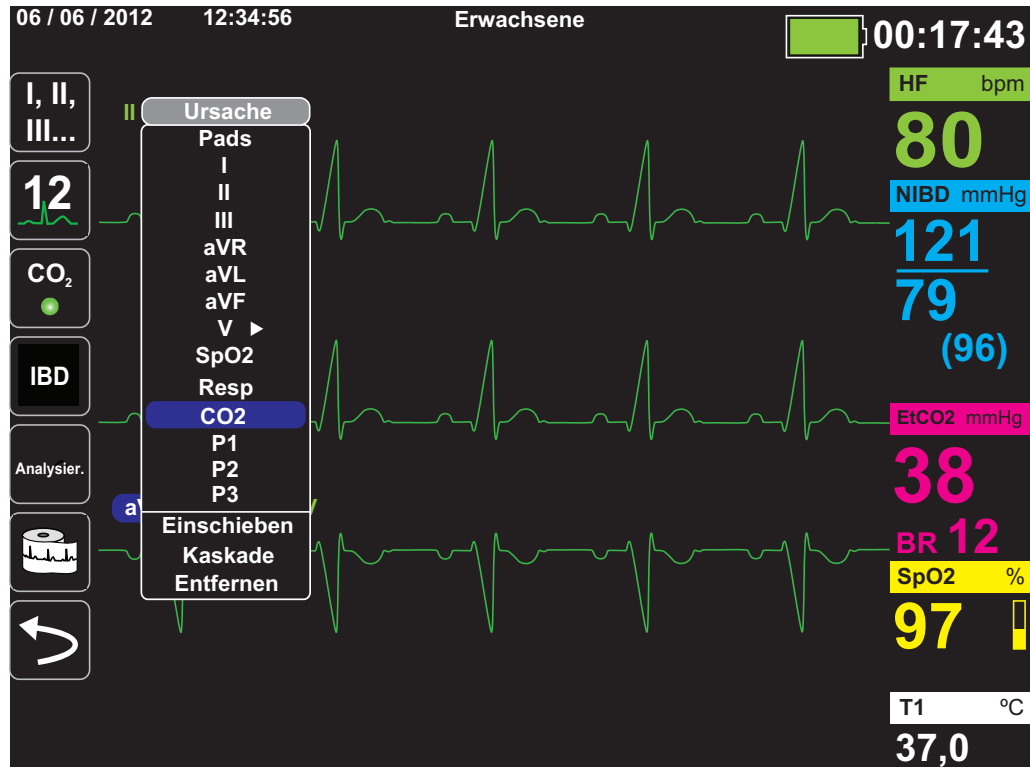 06 / 06 / 2012 12:34:56 Erwachsene 00:17:43
I, II,
III...
12
CO₂
IBD
Analysier.
II
Ursache
Pads
I
II
III
aVR
aVL
aVF
V ▶
SpO2
Resp
CO2
P1
P2
P3
Einschieben
Kaskade
Entfernen
HF bpm
80
NIBD mmHg
121
79
(96)
EtCO2 mmHg
38
BR 12
SpO2 %
97
T1 ºC
37,0